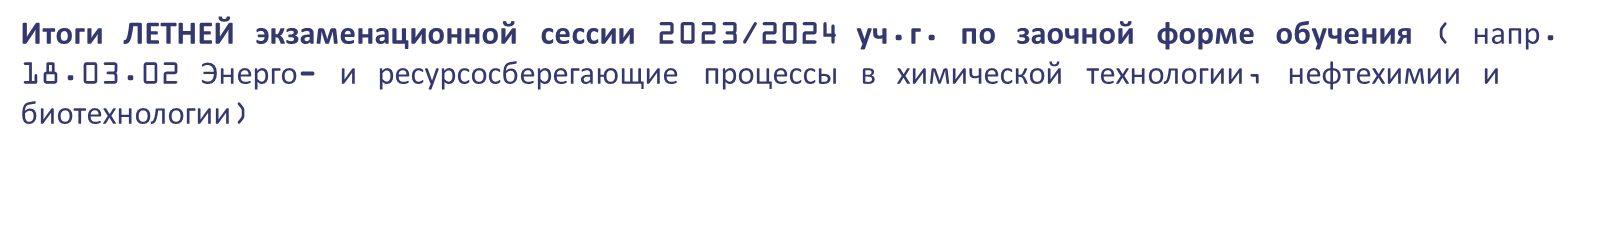 Итоги ЛЕТНЕЙ экзаменационной сессии 2023/2024 уч.г. по заочной форме обучения ( напр.
18.03.02 Энерго- и ресурсосберегающие процессы в химической технологии, нефтехимии и
биотехнологии)